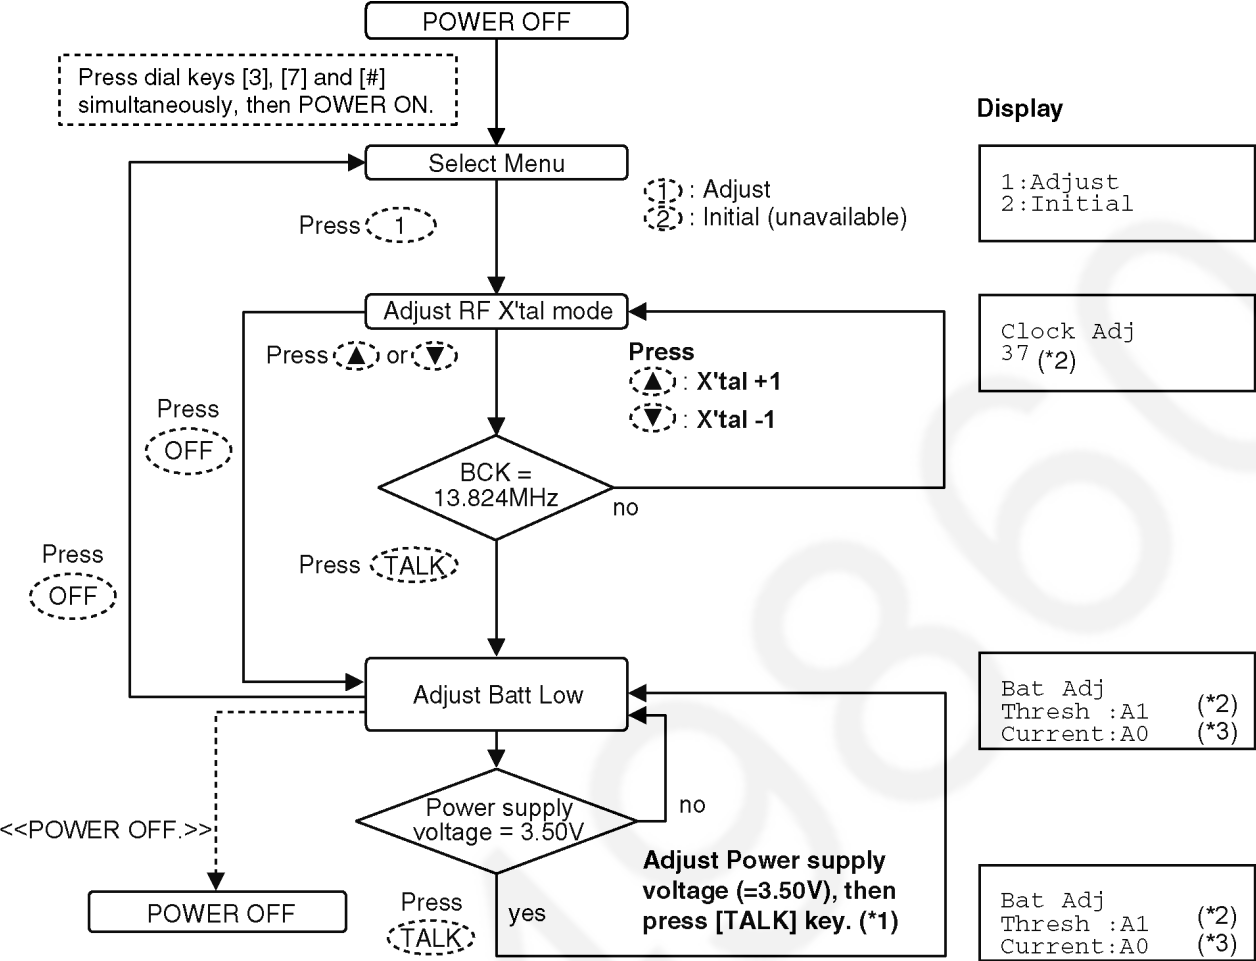 POWER OFF
Press dial keys [3], [7] and [#]
simultaneously, then POWER ON.
Display
Select Menu
1 : Adjust
2 : Initial (unavailable)
1:Adjust
2:Initial
Press 1
Adjust RF X'tal mode
Press ▲ or ▼
Press
▲ : X'tal +1
▼ : X'tal -1
Clock Adj
37 (*2)
Press
OFF
BCK =
13.824MHz
no
Press
OFF
Press TALK
Adjust Batt Low
Bat Adj
Thresh :A1 (*2)
Current:A0 (*3)
Power supply
voltage = 3.50V
no
<<POWER OFF.>>
POWER OFF
Adjust Power supply
voltage (=3.50V), then
press [TALK] key. (*1)
Press
TALK
yes
Bat Adj
Thresh :A1 (*2)
Current:A0 (*3)